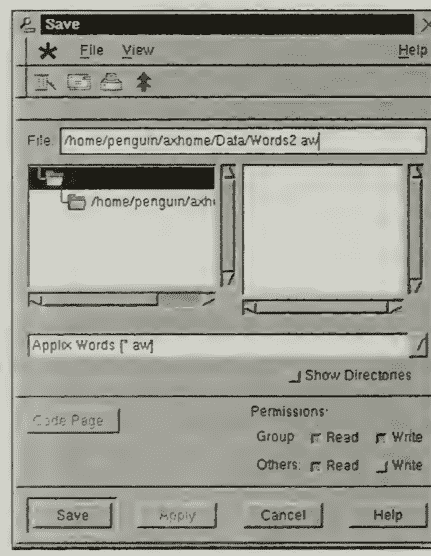 Save
File View Help
File: /home/penguin/axhome/Data/Words2 aw
/home/penguin/axh
Applix Words [* aw]
Show Directories
Code Page
Permissions:
Group Read Write
Others: Read Write
Save Apply Cancel Help